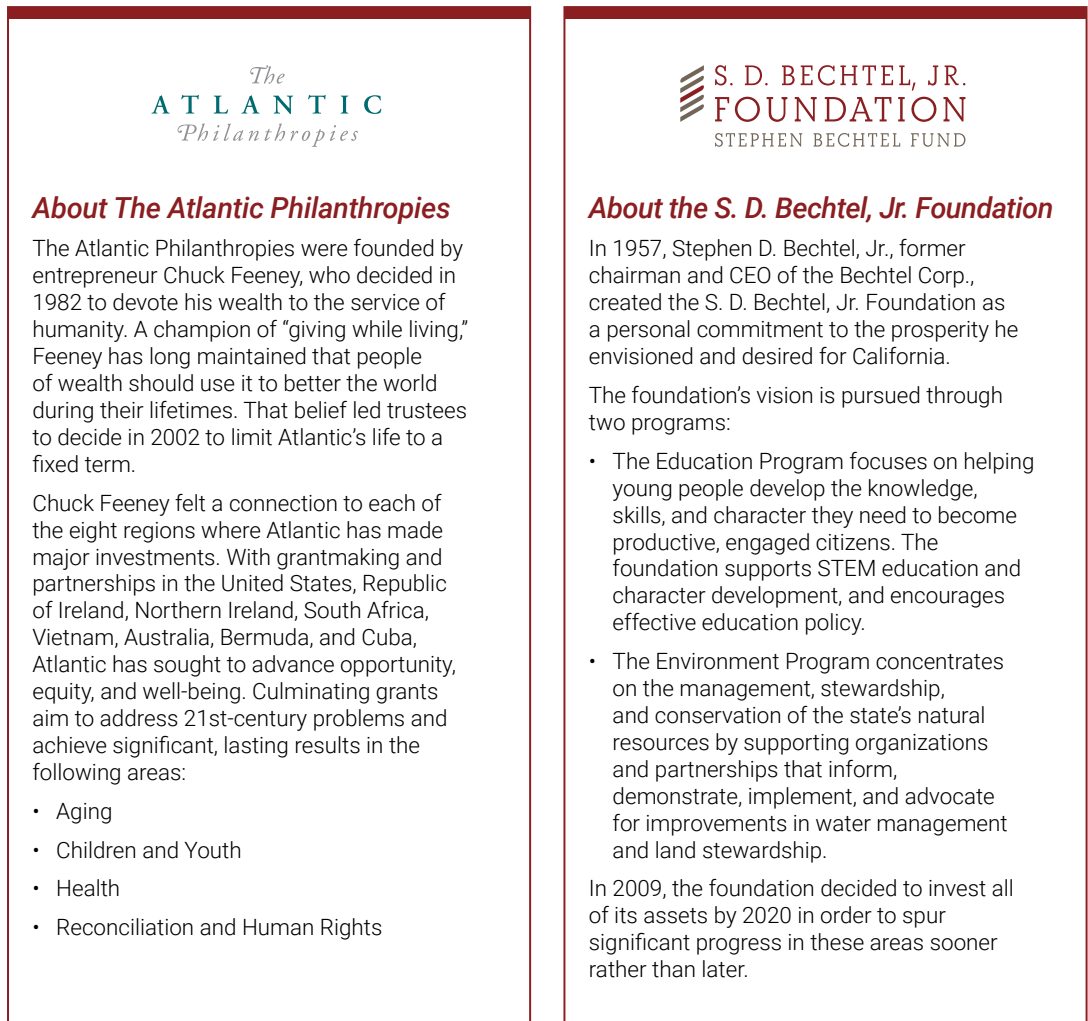 The
ATLANTIC
Philanthropies
About The Atlantic Philanthropies
The Atlantic Philanthropies were founded by
entrepreneur Chuck Feeney, who decided in
1982 to devote his wealth to the service of
humanity. A champion of “giving while living,”
Feeney has long maintained that people
of wealth should use it to better the world
during their lifetimes. That belief led trustees
to decide in 2002 to limit Atlantic’s life to a
fixed term.
Chuck Feeney felt a connection to each of
the eight regions where Atlantic has made
major investments. With grantmaking and
partnerships in the United States, Republic
of Ireland, Northern Ireland, South Africa,
Vietnam, Australia, Bermuda, and Cuba,
Atlantic has sought to advance opportunity,
equity, and well-being. Culminating grants
aim to address 21st-century problems and
achieve significant, lasting results in the
following areas:
• Aging
• Children and Youth
• Health
• Reconciliation and Human Rights
S. D. BECHTEL, JR.
FOUNDATION
STEPHEN BECHTEL FUND
About the S. D. Bechtel, Jr. Foundation
In 1957, Stephen D. Bechtel, Jr., former
chairman and CEO of the Bechtel Corp.,
created the S. D. Bechtel, Jr. Foundation as
a personal commitment to the prosperity he
envisioned and desired for California.
The foundation’s vision is pursued through
two programs:
• The Education Program focuses on helping
young people develop the knowledge,
skills, and character they need to become
productive, engaged citizens. The
foundation supports STEM education and
character development, and encourages
effective education policy.
• The Environment Program concentrates
on the management, stewardship,
and conservation of the state’s natural
resources by supporting organizations
and partnerships that inform,
demonstrate, implement, and advocate
for improvements in water management
and land stewardship.
In 2009, the foundation decided to invest all
of its assets by 2020 in order to spur
significant progress in these areas sooner
rather than later.